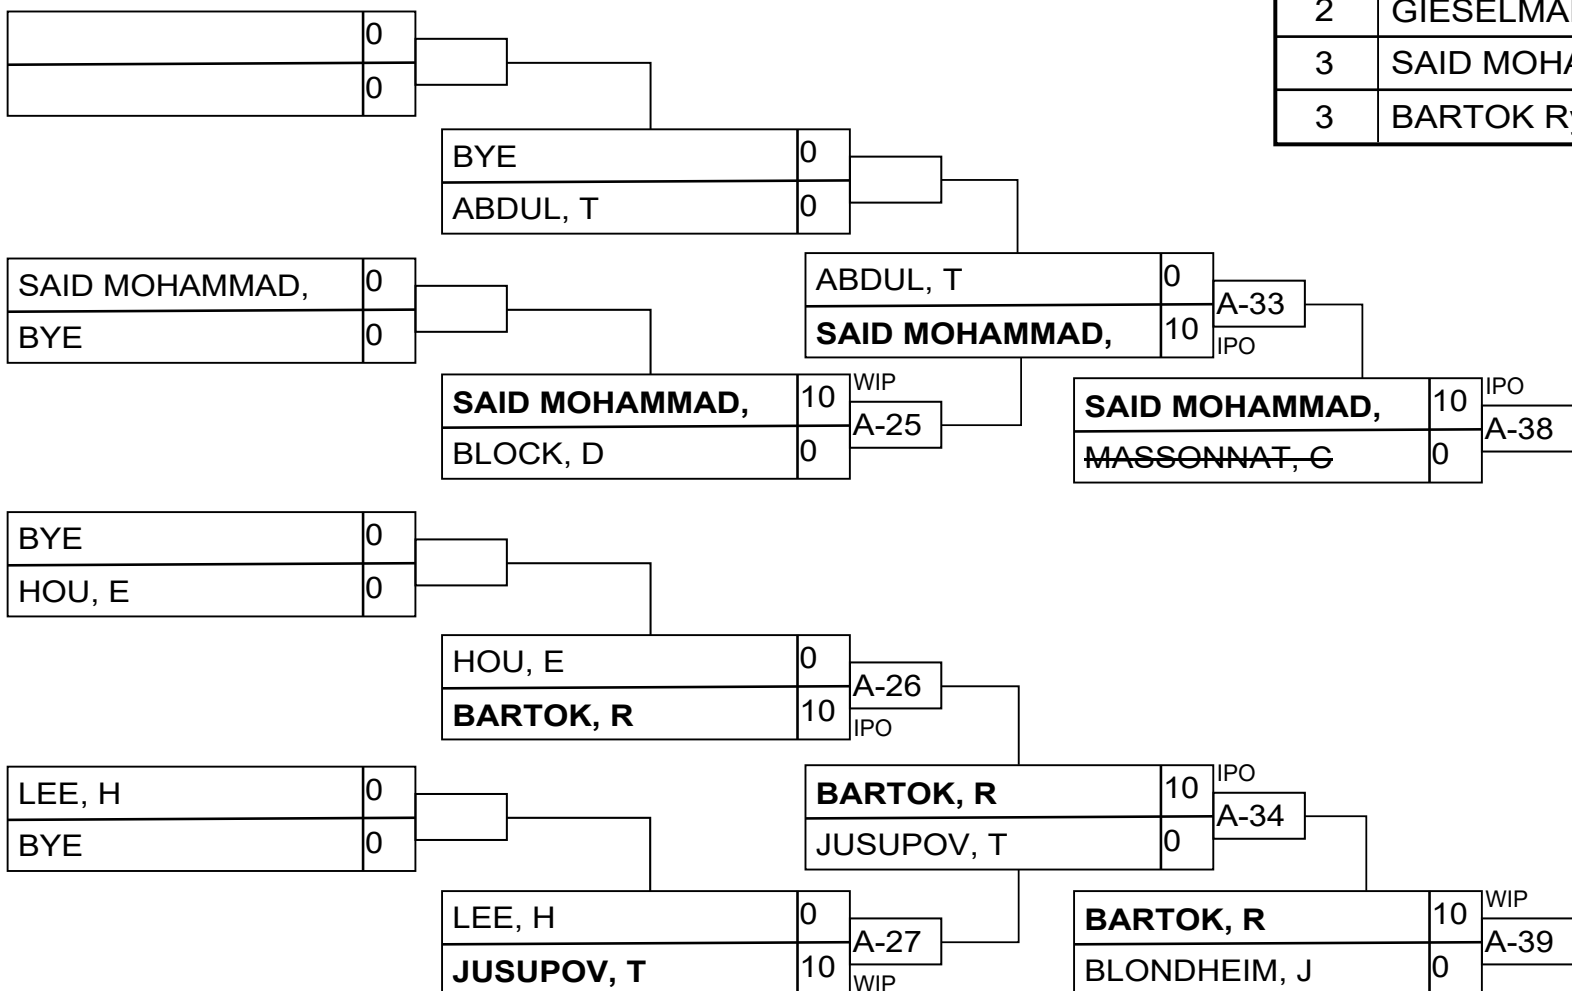 0
0
2 GIESELMA
3 SAID MOHA
3 BARTOK Ry
BYE 0
ABDUL, T 0
SAID MOHAMMAD, 0
BYE 0
ABDUL, T 0
SAID MOHAMMAD, 10
A-33
IPO
SAID MOHAMMAD, 10
BLOCK, D 0
WIP
A-25
SAID MOHAMMAD, 10
MASSONNAT, C 0
IPO
A-38
BYE 0
HOU, E 0
HOU, E 0
BARTOK, R 10
A-26
IPO
LEE, H 0
BYE 0
BARTOK, R 10
JUSUPOV, T 0
IPO
A-34
LEE, H 0
JUSUPOV, T 10
A-27
WIP
BARTOK, R 10
BLONDHEIM, J 0
WIP
A-39